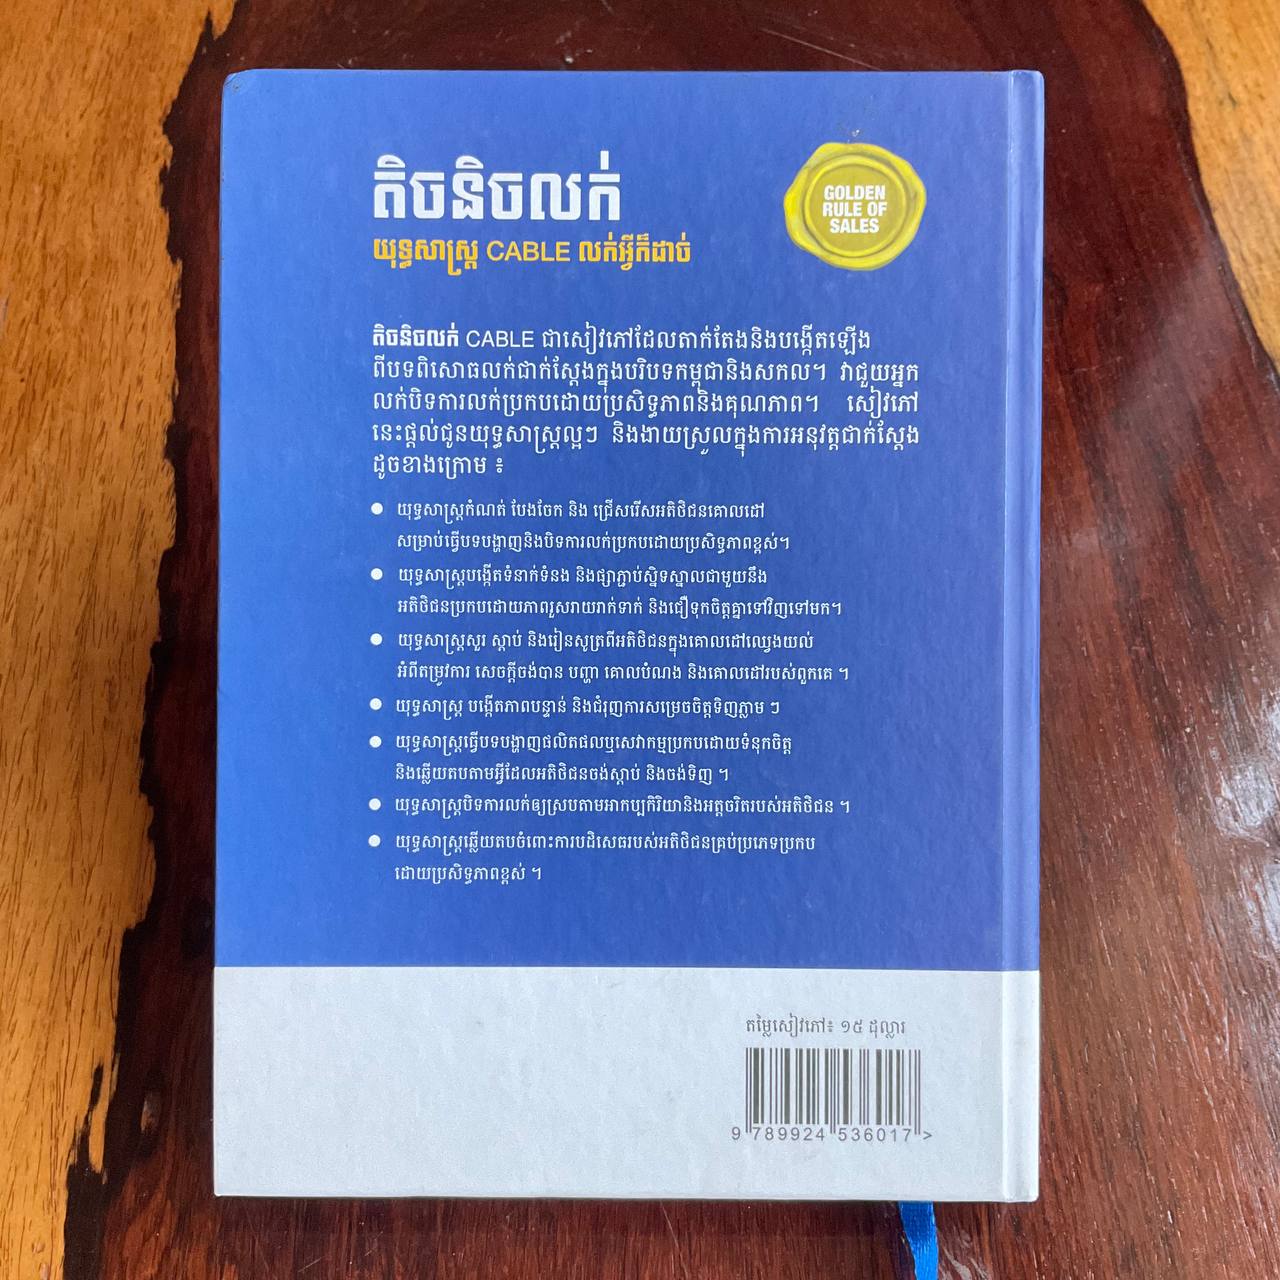 តិចនិចលក់
យុទ្ធសាស្ត្រ CABLE លក់អ្វីក៏ដាច់
GOLDEN
RULE OF
SALES
តិចនិចលក់ CABLE ជាសៀវភៅដែលតាក់តែងនិងបង្កើតឡើង
ពីបទពិសោធលក់ជាក់ស្តែងក្នុងបរិបទកម្ពុជានិងសកល។ វាជួយអ្នក
លក់បិទការលក់ប្រកបដោយប្រសិទ្ធភាពនិងគុណភាព។ សៀវភៅ
នេះផ្តល់ជូនយុទ្ធសាស្ត្រល្អៗ និងងាយស្រួលក្នុងការអនុវត្តជាក់ស្តែង
ដូចខាងក្រោម ៖
• យុទ្ធសាស្ត្រកំណត់ បែងចែក និង ជ្រើសរើសអតិថិជនគោលដៅ
សម្រាប់ធ្វើបទបង្ហាញនិងបិទការលក់ប្រកបដោយប្រសិទ្ធភាពខ្ពស់។
• យុទ្ធសាស្ត្របង្កើតទំនាក់ទំនង និងផ្សាភ្ជាប់ស្និទស្នាលជាមួយនឹង
អតិថិជនប្រកបដោយភាពរួសរាយរាក់ទាក់ និងជឿទុកចិត្តគ្នាទៅវិញទៅមក។
• យុទ្ធសាស្ត្រសួរ ស្តាប់ និងរៀនសូត្រពីអតិថិជនក្នុងគោលដៅឈ្វេងយល់
អំពីតម្រូវការ សេចក្តីចង់បាន បញ្ហា គោលបំណង និងគោលដៅរបស់ពួកគេ ។
• យុទ្ធសាស្ត្រ បង្កើតភាពបន្ទាន់ និងជំរុញការសម្រេចចិត្តទិញភ្លាម ៗ
• យុទ្ធសាស្ត្រធ្វើបទបង្ហាញផលិតផលឬសេវាកម្មប្រកបដោយទំនុកចិត្ត
និងឆ្លើយតបតាមអ្វីដែលអតិថិជនចង់ស្តាប់ និងចង់ទិញ ។
• យុទ្ធសាស្ត្របិទការលក់ឲ្យស្របតាមអាកប្បកិរិយានិងអត្តចរិតរបស់អតិថិជន ។
• យុទ្ធសាស្ត្រឆ្លើយតបចំពោះការបដិសេធរបស់អតិថិជនគ្រប់ប្រភេទប្រកប
ដោយប្រសិទ្ធភាពខ្ពស់ ។
តម្លៃសៀវភៅ៖ ១៥ ដុល្លារ
9 789924 536017 >